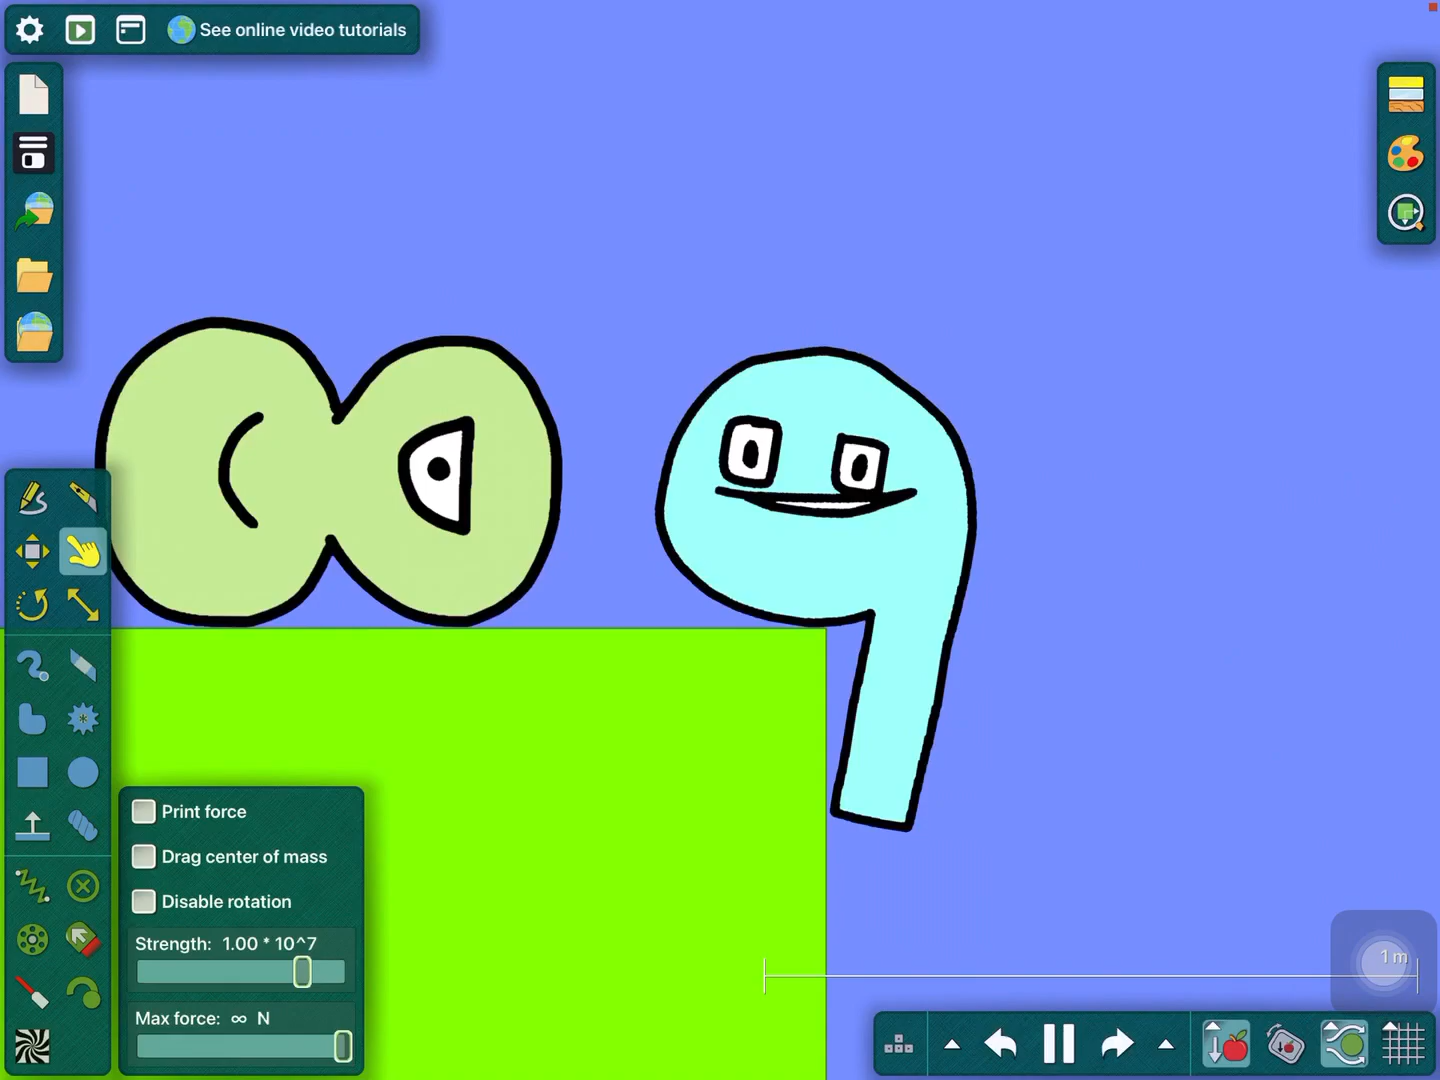 See online video tutorials
Print force
Drag center of mass
Disable rotation
Strength: 1.00 * 10^7
Max force: ∞ N
1 m